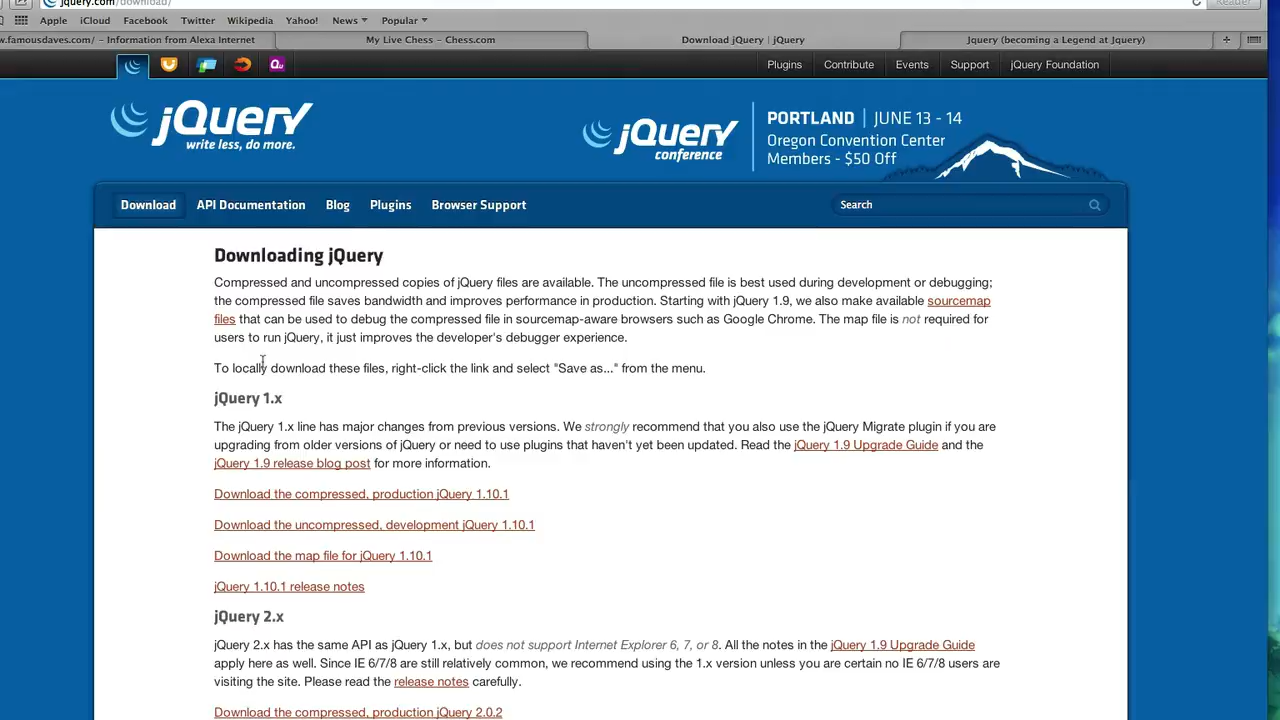 jquery.com/download/
Reader
Apple iCloud Facebook Twitter Wikipedia Yahoo! News Popular
www.famousdaves.com/ - Information from Alexa Internet
My Live Chess - Chess.com
Download jQuery | jQuery
Jquery (becoming a Legend at Jquery)
+
Qu
Plugins Contribute Events Support jQuery Foundation
jQuery
write less, do more.
jQuery
conference
PORTLAND | JUNE 13 - 14
Oregon Convention Center
Members - $50 Off
Download API Documentation Blog Plugins Browser Support
Search
Downloading jQuery
Compressed and uncompressed copies of jQuery files are available. The uncompressed file is best used during development or debugging;
the compressed file saves bandwidth and improves performance in production. Starting with jQuery 1.9, we also make available sourcemap
files that can be used to debug the compressed file in sourcemap-aware browsers such as Google Chrome. The map file is not required for
users to run jQuery, it just improves the developer's debugger experience.
To locally download these files, right-click the link and select "Save as..." from the menu.
jQuery 1.x
The jQuery 1.x line has major changes from previous versions. We strongly recommend that you also use the jQuery Migrate plugin if you are
upgrading from older versions of jQuery or need to use plugins that haven't yet been updated. Read the jQuery 1.9 Upgrade Guide and the
jQuery 1.9 release blog post for more information.
Download the compressed, production jQuery 1.10.1
Download the uncompressed, development jQuery 1.10.1
Download the map file for jQuery 1.10.1
jQuery 1.10.1 release notes
jQuery 2.x
jQuery 2.x has the same API as jQuery 1.x, but does not support Internet Explorer 6, 7, or 8. All the notes in the jQuery 1.9 Upgrade Guide
apply here as well. Since IE 6/7/8 are still relatively common, we recommend using the 1.x version unless you are certain no IE 6/7/8 users are
visiting the site. Please read the release notes carefully.
Download the compressed, production jQuery 2.0.2